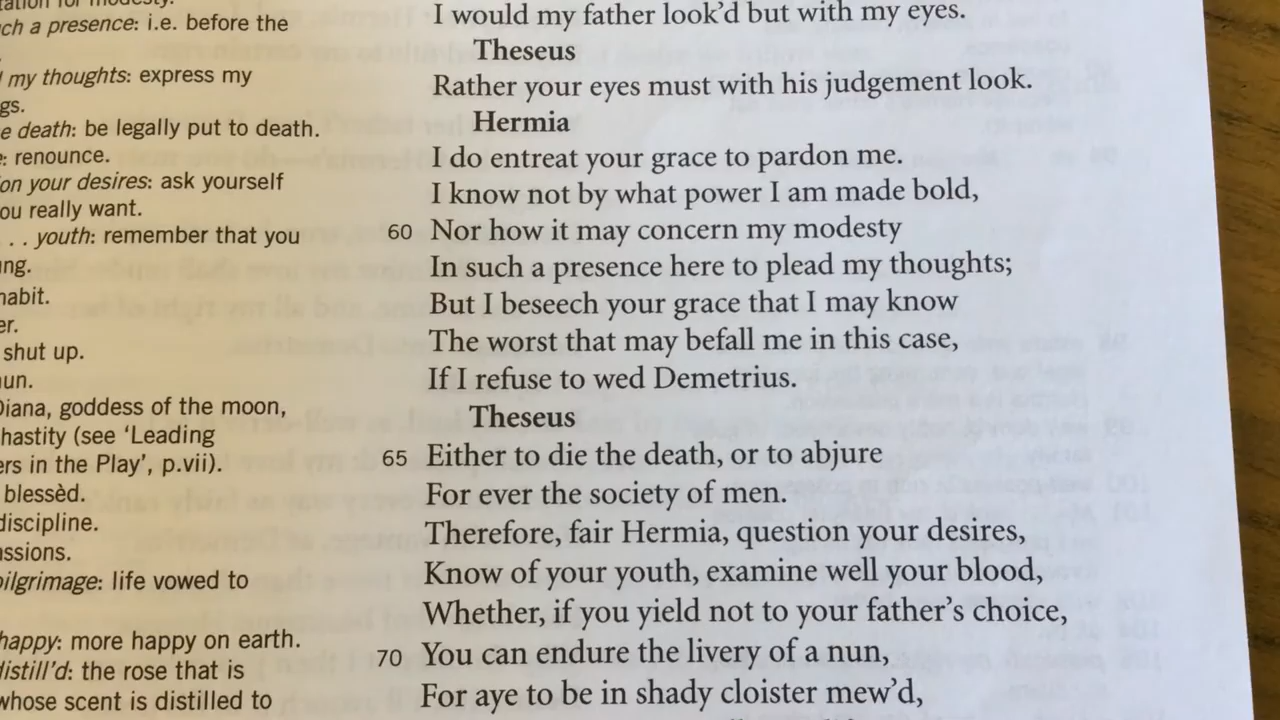 tation for modesty.
ch a presence: i.e. before the
my thoughts: express my
gs.
e death: be legally put to death.
e: renounce.
on your desires: ask yourself
ou really want.
. . youth: remember that you
ng.
habit.
er.
shut up.
nun.
Diana, goddess of the moon,
hastity (see ‘Leading
ers in the Play’, p.vii).
blessèd.
discipline.
assions.
pilgrimage: life vowed to
happy: more happy on earth.
distill’d: the rose that is
whose scent is distilled to
I would my father look’d but with my eyes.
Theseus
Rather your eyes must with his judgement look.
Hermia
I do entreat your grace to pardon me.
I know not by what power I am made bold,
60 Nor how it may concern my modesty
In such a presence here to plead my thoughts;
But I beseech your grace that I may know
The worst that may befall me in this case,
If I refuse to wed Demetrius.
Theseus
65 Either to die the death, or to abjure
For ever the society of men.
Therefore, fair Hermia, question your desires,
Know of your youth, examine well your blood,
Whether, if you yield not to your father’s choice,
70 You can endure the livery of a nun,
For aye to be in shady cloister mew’d,